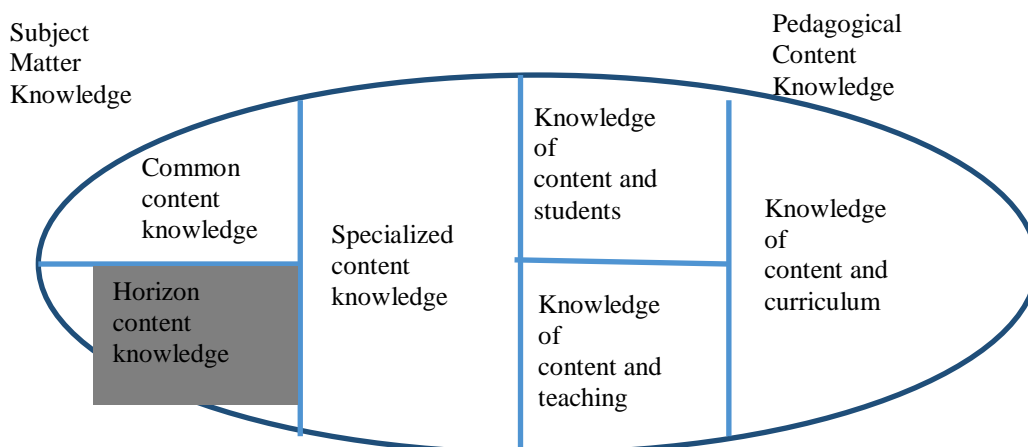 Subject
Matter
Knowledge
Pedagogical
Content
Knowledge
Common
content
knowledge
Horizon
content
knowledge
Specialized
content
knowledge
Knowledge
of
content and
students
Knowledge
of
content and
teaching
Knowledge
of
content and
curriculum